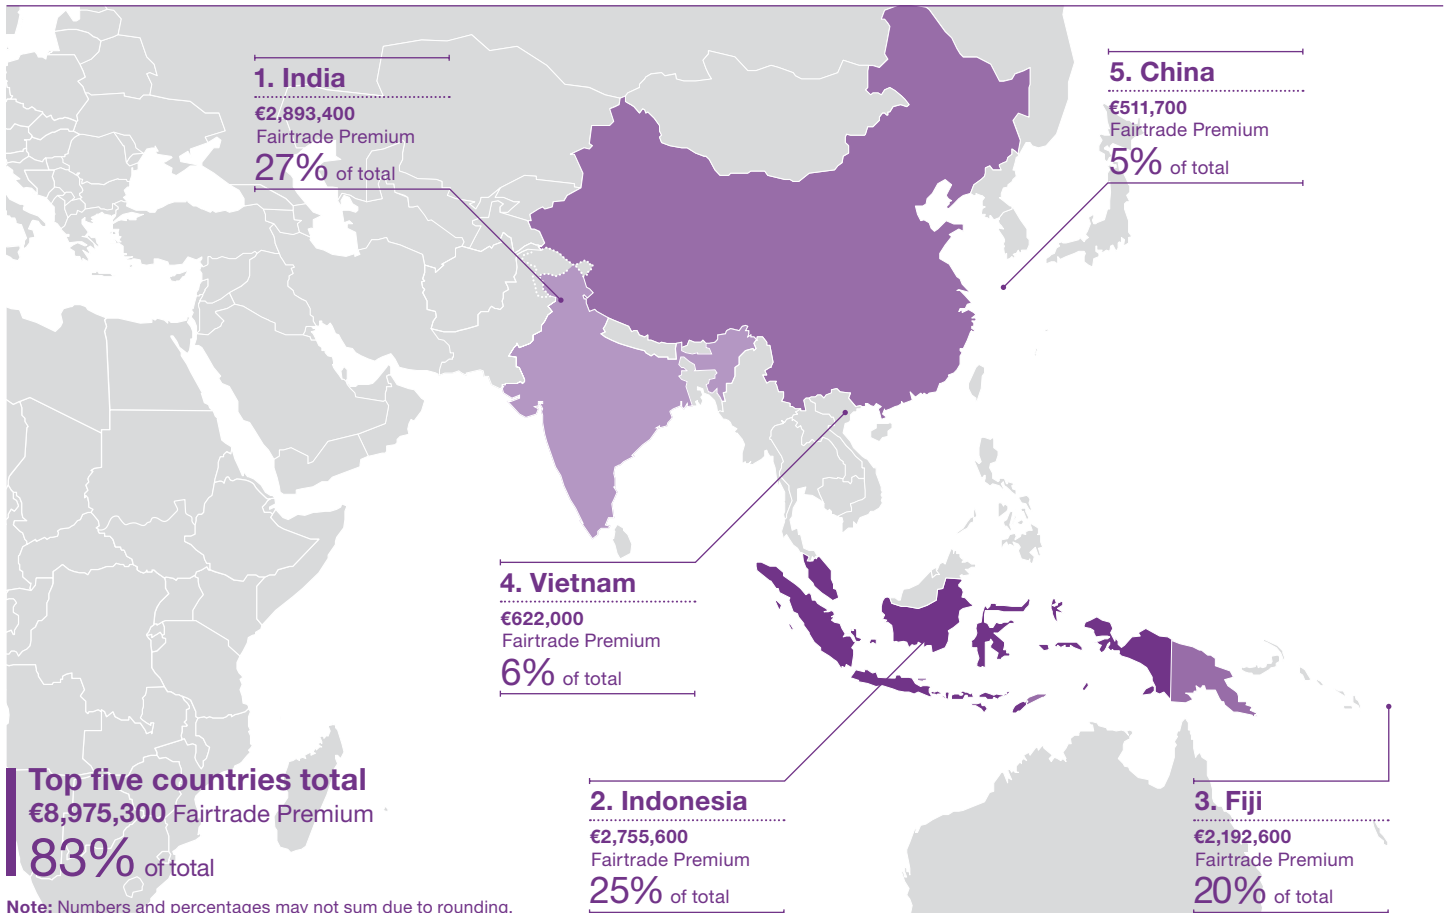 1. India
€2,893,400
Fairtrade Premium
27% of total
5. China
€511,700
Fairtrade Premium
5% of total
4. Vietnam
€622,000
Fairtrade Premium
6% of total
2. Indonesia
€2,755,600
Fairtrade Premium
25% of total
3. Fiji
€2,192,600
Fairtrade Premium
20% of total
Top five countries total
€8,975,300 Fairtrade Premium
83% of total
Note: Numbers and percentages may not sum due to rounding.